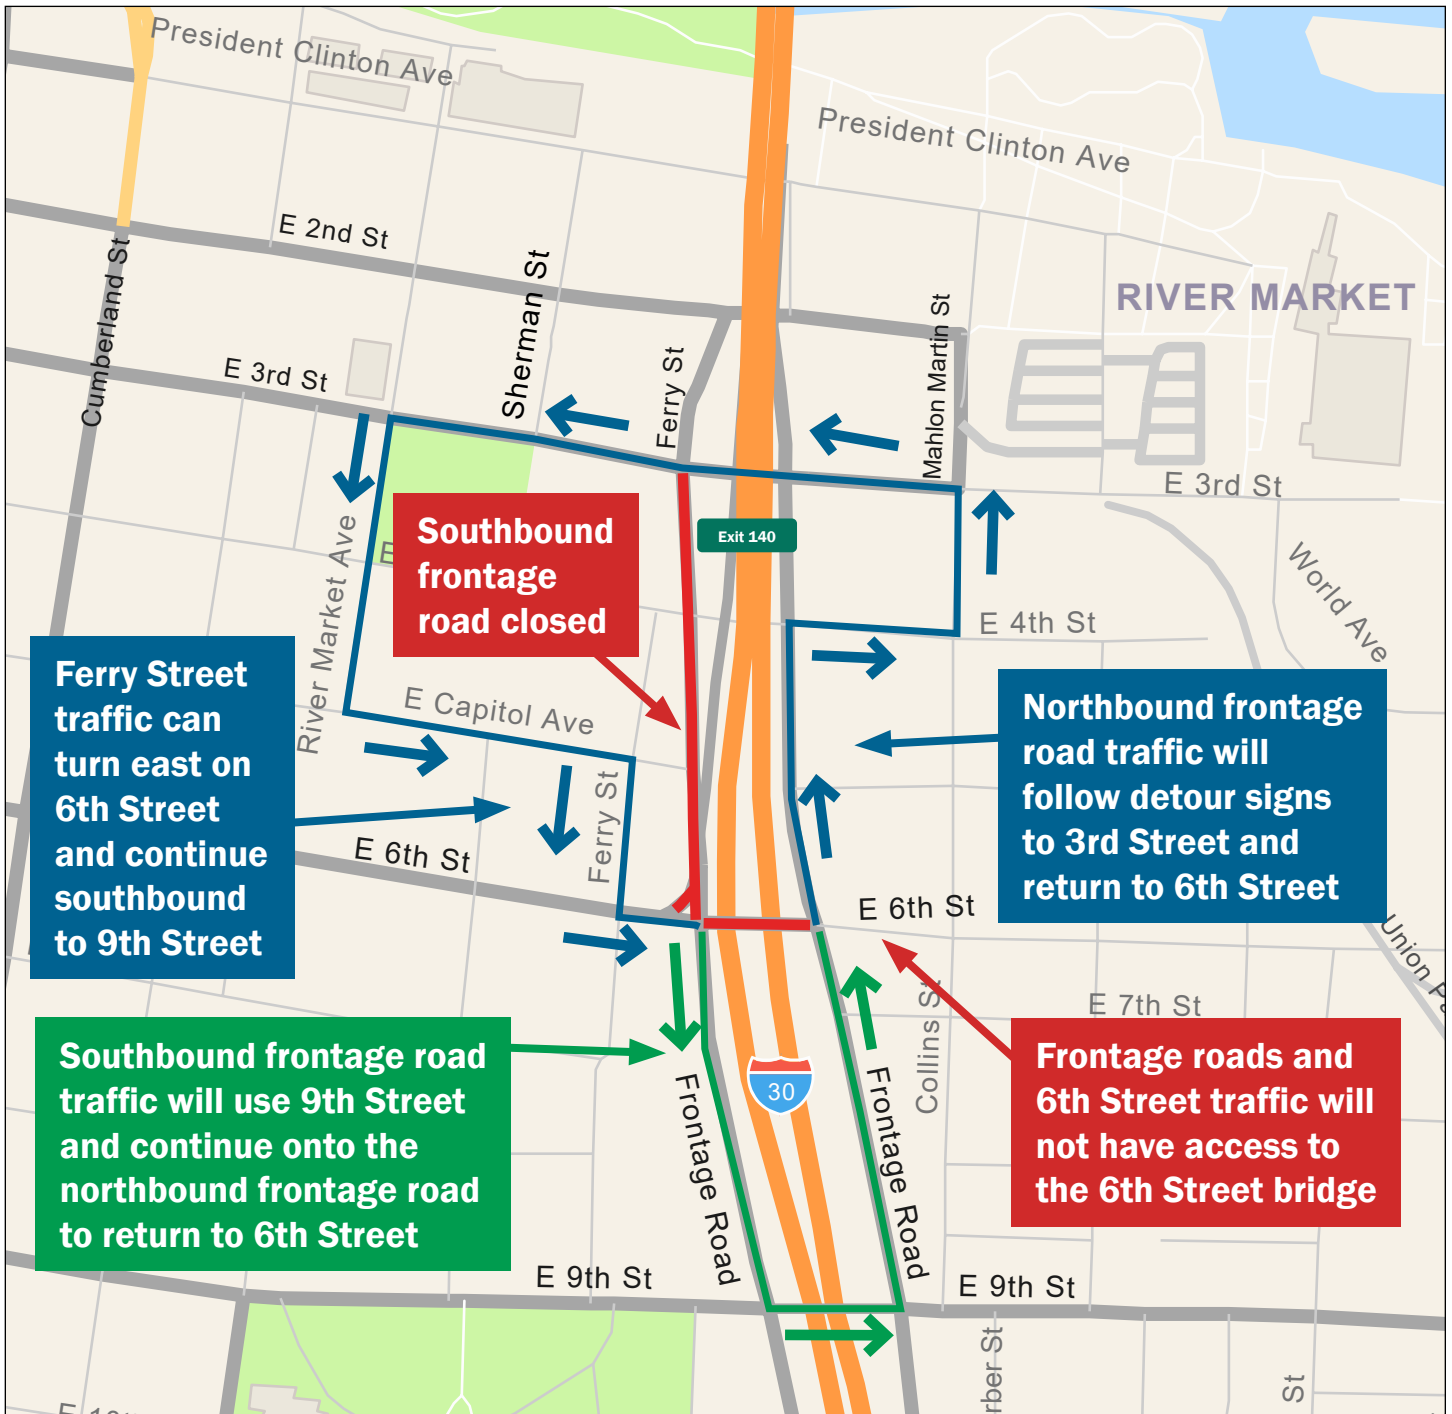 President Clinton Ave
President Clinton Ave
E 2nd St
Cumberland St
Sherman St
RIVER MARKET
Mahlon Martin St
E 3rd St
Ferry St
E 3rd St
Southbound
frontage
road closed
Exit 140
River Market Ave
E
World Ave
E 4th St
Ferry Street
traffic can
turn east on
6th Street
and continue
southbound
to 9th Street
E Capitol Ave
Northbound frontage
road traffic will
follow detour signs
to 3rd Street and
return to 6th Street
Ferry St
E 6th St
E 6th St
Union Pa
Collins St
E 7th St
Southbound frontage road
traffic will use 9th Street
and continue onto the
northbound frontage road
to return to 6th Street
30
Frontage Road
Frontage Road
Frontage roads and
6th Street traffic will
not have access to
the 6th Street bridge
E 9th St
E 9th St
rber St
St